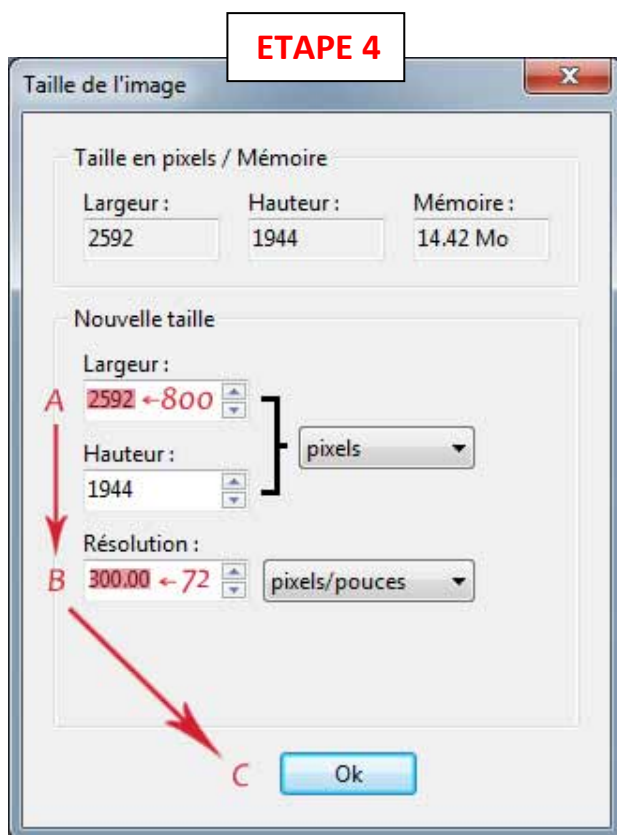 ETAPE 4
Taille de l'image
Taille en pixels / Mémoire
Largeur : Hauteur : Mémoire :
2592 1944 14.42 Mo
Nouvelle taille
Largeur :
A 2592 ←800
pixels
Hauteur :
1944
Résolution :
B 300.00 ←72 pixels/pouces
C Ok